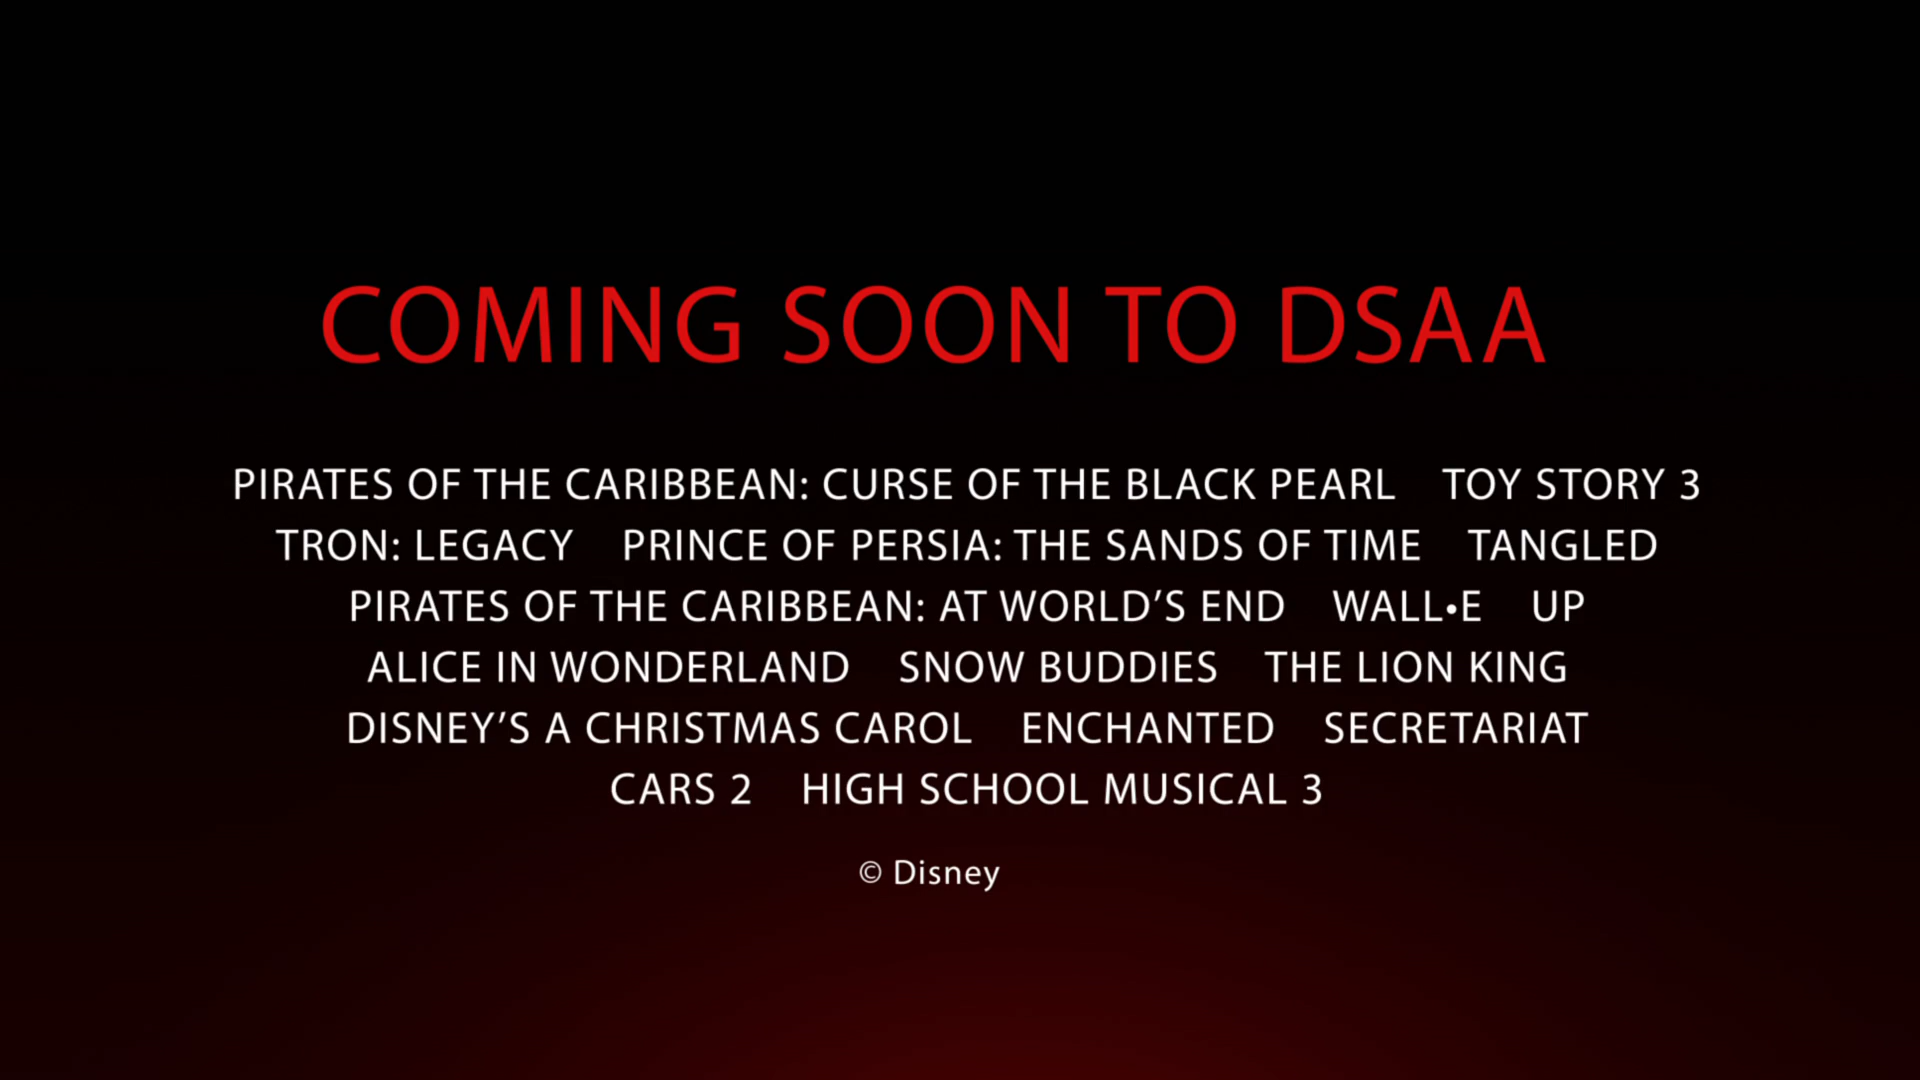 COMING SOON TO DSAA
PIRATES OF THE CARIBBEAN: CURSE OF THE BLACK PEARL TOY STORY 3
TRON: LEGACY PRINCE OF PERSIA: THE SANDS OF TIME TANGLED
PIRATES OF THE CARIBBEAN: AT WORLD’S END WALL•E UP
ALICE IN WONDERLAND SNOW BUDDIES THE LION KING
DISNEY’S A CHRISTMAS CAROL ENCHANTED SECRETARIAT
CARS 2 HIGH SCHOOL MUSICAL 3
© Disney